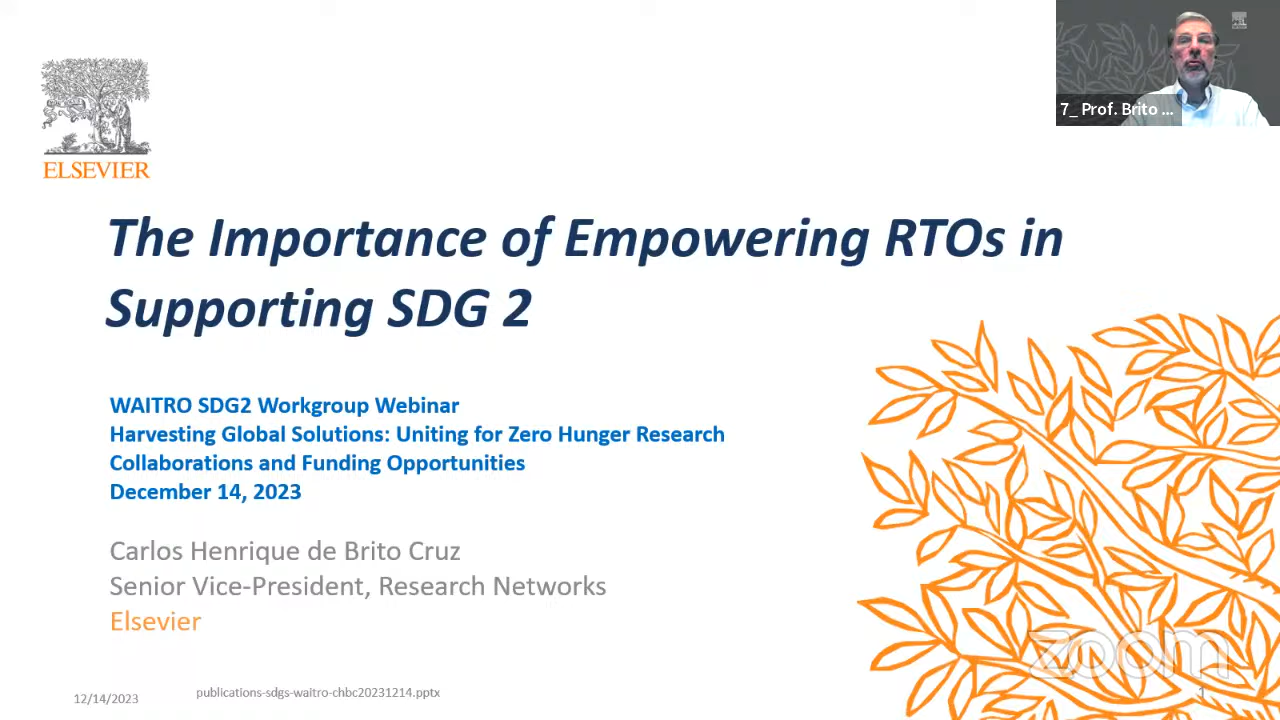 7_ Prof. Brito ...
ELSEVIER
The Importance of Empowering RTOs in
Supporting SDG 2
WAITRO SDG2 Workgroup Webinar
Harvesting Global Solutions: Uniting for Zero Hunger Research
Collaborations and Funding Opportunities
December 14, 2023
Carlos Henrique de Brito Cruz
Senior Vice-President, Research Networks
Elsevier
zoom
12/14/2023
publications-sdgs-waitro-chbc20231214.pptx
1